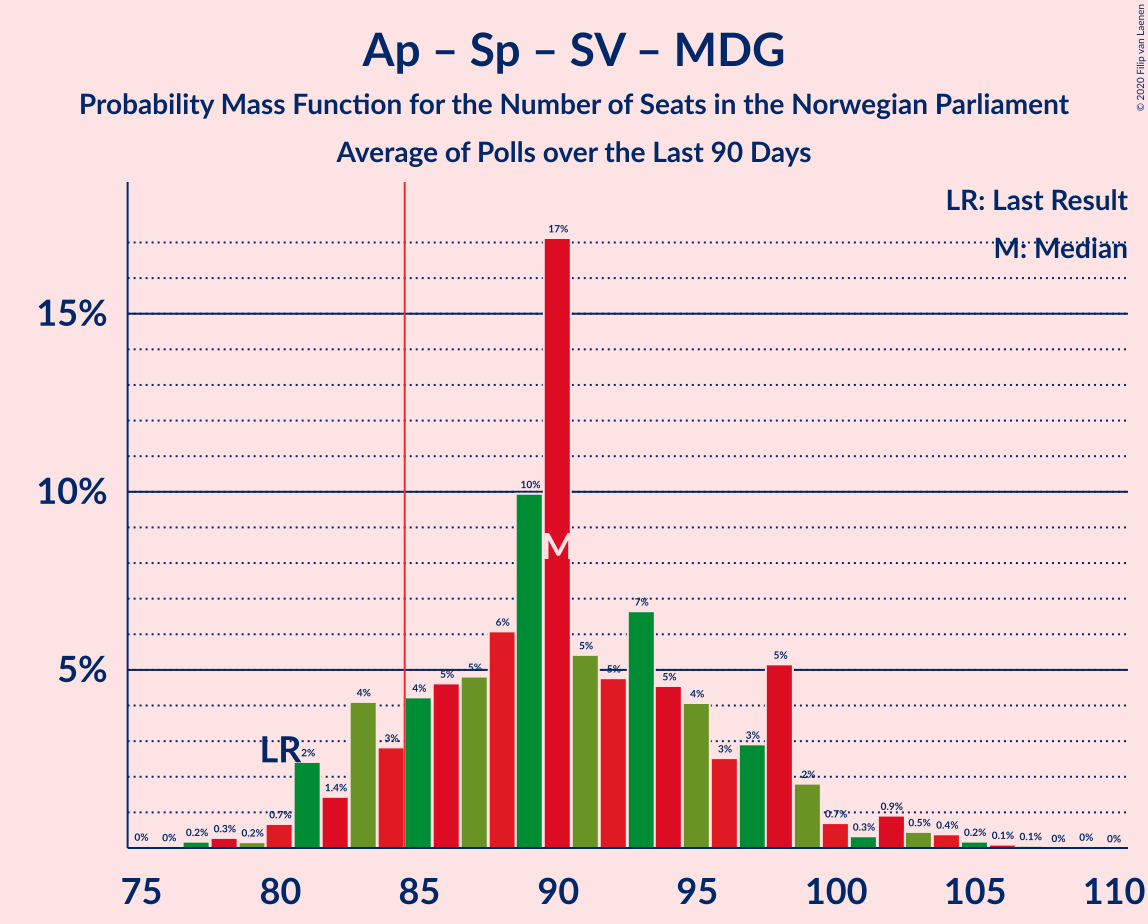 Ap – Sp – SV – MDG
Probability Mass Function for the Number of Seats in the Norwegian Parliament
Average of Polls over the Last 90 Days
© 2020 Filip van Laenen
LR: Last Result
M: Median
15%
10%
5%
LR
M
0% 0% 0.2% 0.3% 0.2% 0.7% 2% 1.4% 4% 3% 4% 5% 5% 6% 10% 17% 5% 5% 7% 5% 4% 3% 3% 5% 2% 0.7% 0.3% 0.9% 0.5% 0.4% 0.2% 0.1% 0.1% 0% 0% 0%
75 80 85 90 95 100 105 110